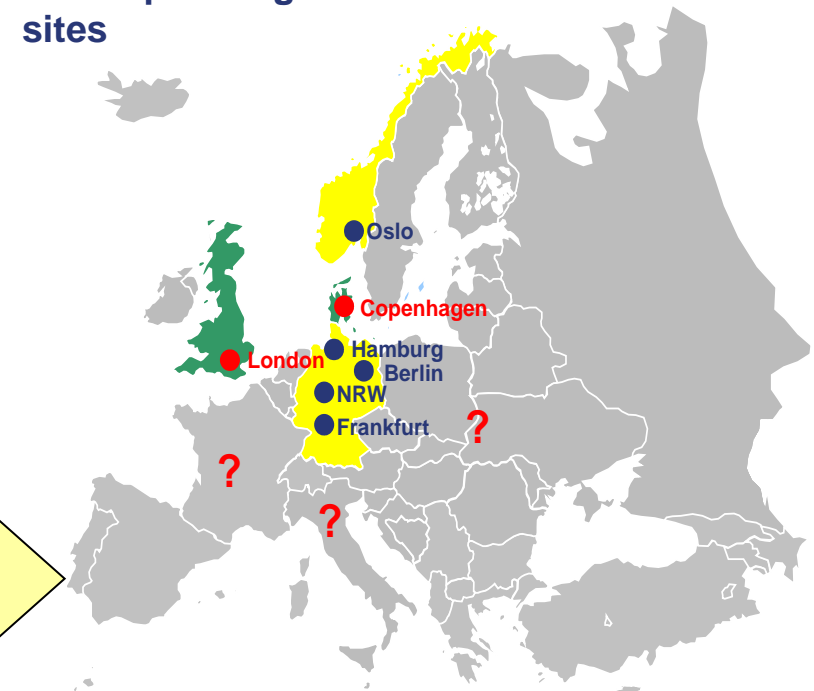 sites
Oslo
Copenhagen
London
Hamburg
Berlin
NRW
Frankfurt
?
?
?